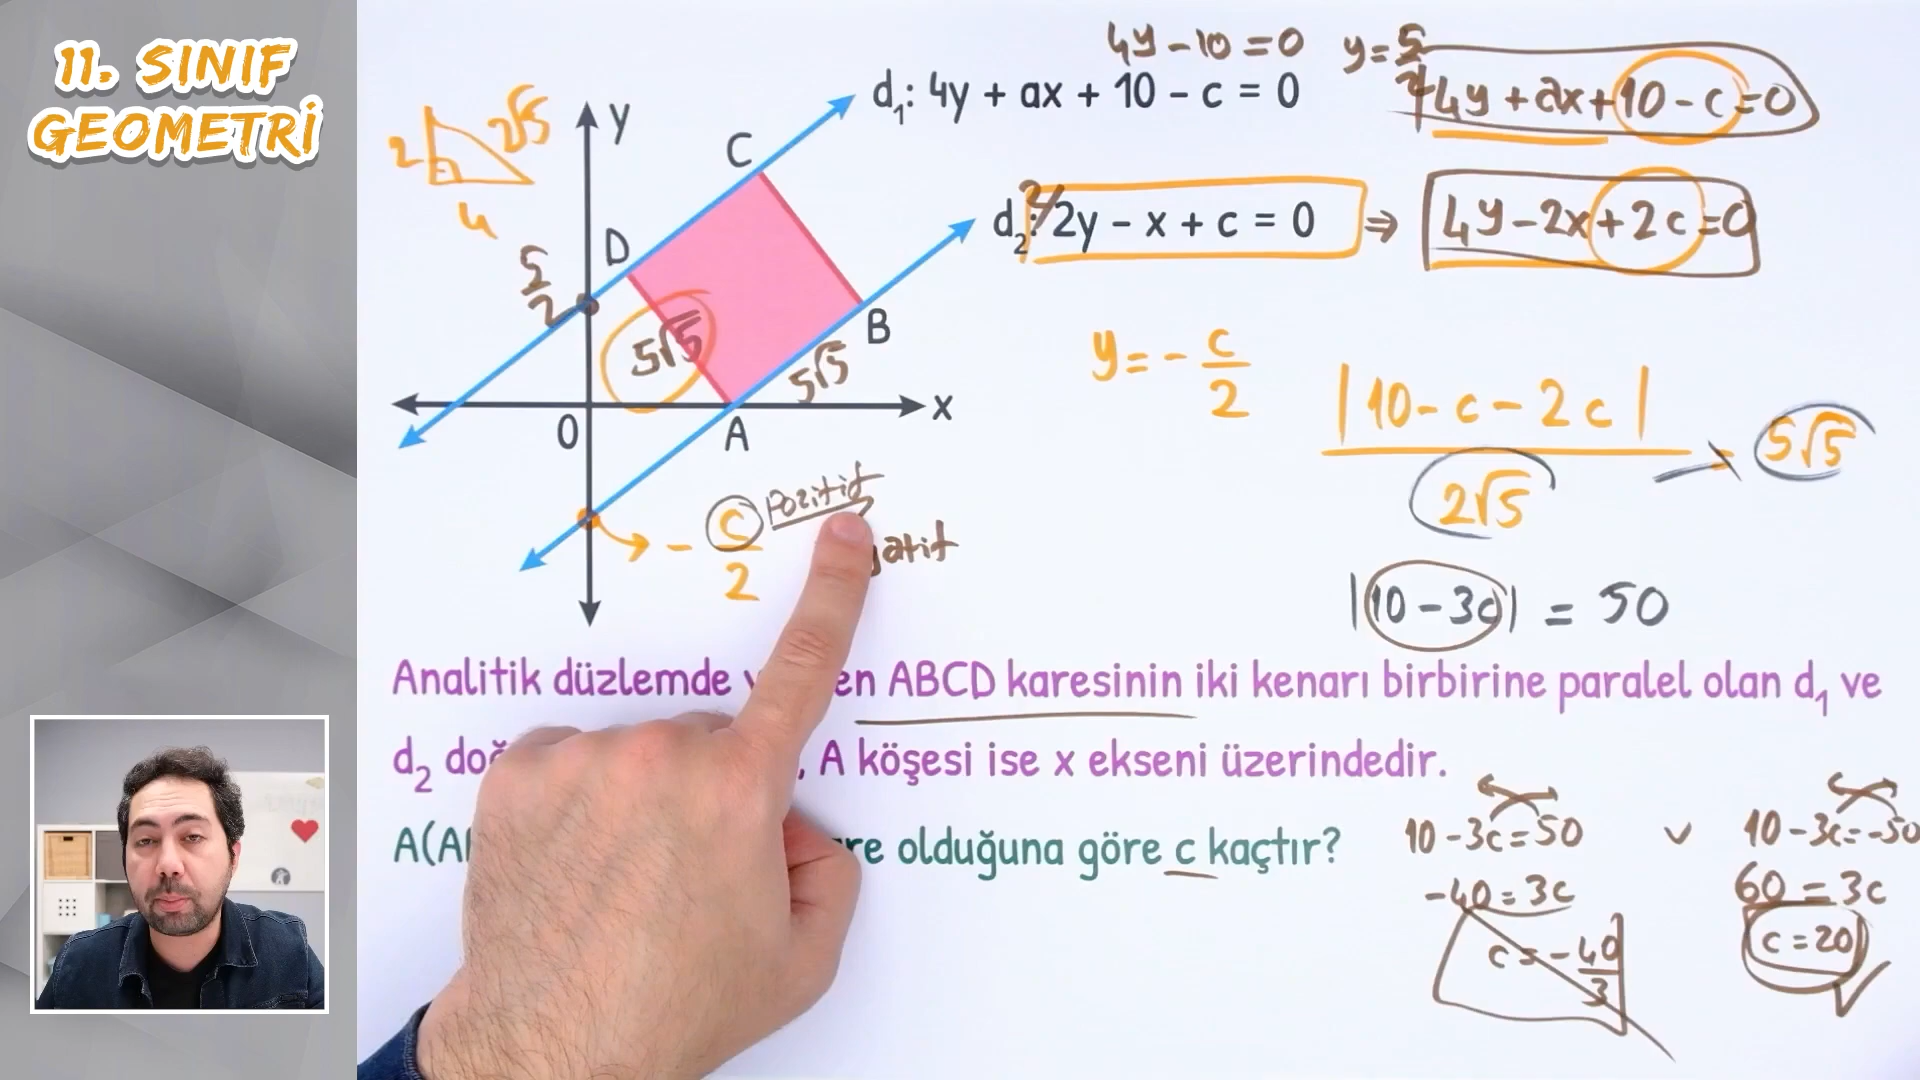 11. SINIF
GEOMETRİ
4y - 10 = 0
y = 5/2
d₁: 4y + ax + 10 - c = 0
4y + ax + 10 - c = 0
d₂: 2y - x + c = 0
2/
⇒ 4y - 2x + 2c = 0
2
2√5
4
y
C
D
5/2
5√5
B
5√5
x
0
A
y = - c/2
|10 - c - 2c|
2√5
→ 5√5
- c/2
Pozitif
|10 - 3c| = 50
Analitik düzlemde ABCD karesinin iki kenarı birbirine paralel olan d₁ ve
d₂ , A köşesi ise x ekseni üzerindedir.
olduğuna göre c kaçtır?
10 - 3c = 50 ∨ 10 - 3c = -50
-40 = 3c 60 = 3c
c = -40/3 c = 20